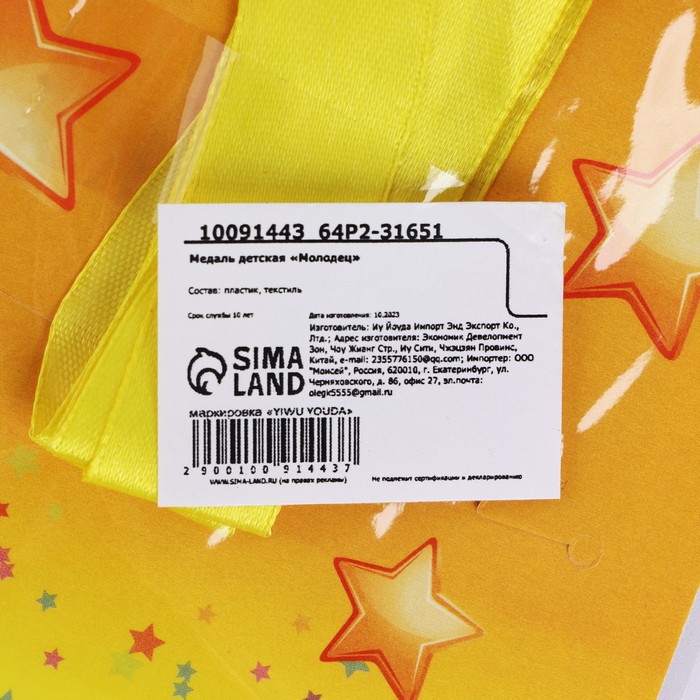 10091443 64P2-31651
Медаль детская «Молодец»
Состав: пластик, текстиль
Срок службы 10 лет
Дата изготовления: 10.2023
Изготовитель: Иу Йоуда Импорт Энд Экспорт Ко.,
Лтд.; Адрес изготовителя: Экономик Девелопмент
Зон, Чоу Жианг Стр., Иу Сити, Чжэцзян Провинс,
Китай, e-mail: 2355776150@qq.com; Импортер: ООО
"Моисей", Россия, 620010, г. Екатеринбург, ул.
Черняховского, д. 86, офис 27, эл.почта:
olegk5555@gmail.ru
SIMA
LAND
маркировка «YIWU YOUDA»
2 900100 914437
WWW.SIMA-LAND.RU (на правах рекламы)
Не подлежит сертификации и декларированию